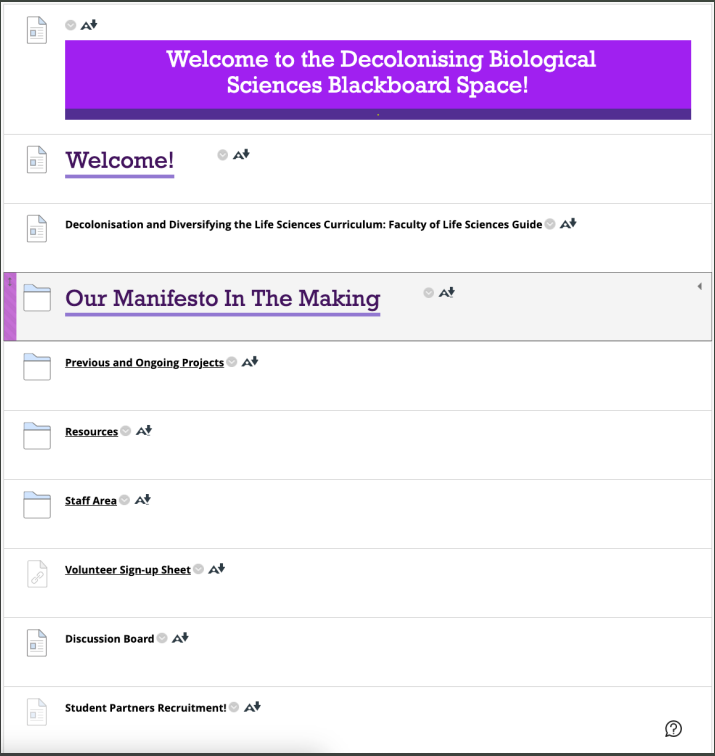 Welcome to the Decolonising Biological
Sciences Blackboard Space!
Welcome!
Decolonisation and Diversifying the Life Sciences Curriculum: Faculty of Life Sciences Guide
Our Manifesto In The Making
Previous and Ongoing Projects
Resources
Staff Area
Volunteer Sign-up Sheet
Discussion Board
Student Partners Recruitment!